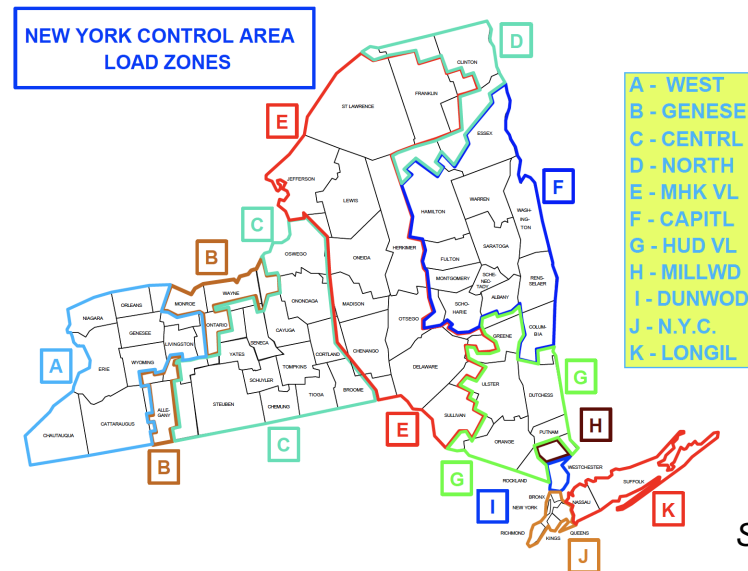 NEW YORK CONTROL AREA
LOAD ZONES
D
CLINTON
FRANKLIN
ST LAWRENCE
E
ESSEX
JEFFERSON
LEWIS
F
HAMILTON
WARREN
WASH-
ING-
TON
C
B
OSWEGO
HERKIMER
ONEIDA
SARATOGA
FULTON
MONTGOMERY
SCHE-
NEC-
TADY
RENS-
SELAER
ALBANY
SCHO-
HARIE
OTSEGO
MADISON
ONONDAGA
WAYNE
MONROE
ORLEANS
NIAGARA
GENESEE
ONTARIO
LIVINGSTON
SENECA
CAYUGA
YATES
CORTLAND
CHENANGO
GREENE
COLUM-
BIA
A
ERIE
WYOMING
TOMPKINS
SCHUYLER
DELAWARE
ULSTER
G
DUTCHESS
ALLE-
GANY
STEUBEN
CHEMUNG
TIOGA
BROOME
CATTARAUGUS
CHAUTAUQUA
SULLIVAN
E
H
PUTNAM
ORANGE
B
C
G
ROCKLAND
WESTCHESTER
I
BRONX
NEW YORK
NASSAU
SUFFOLK
K
RICHMOND
KINGS
QUEENS
J
A - WEST
B - GENESE
C - CENTRL
D - NORTH
E - MHK VL
F - CAPITL
G - HUD VL
H - MILLWD
I - DUNWOD
J - N.Y.C.
K - LONGIL
S